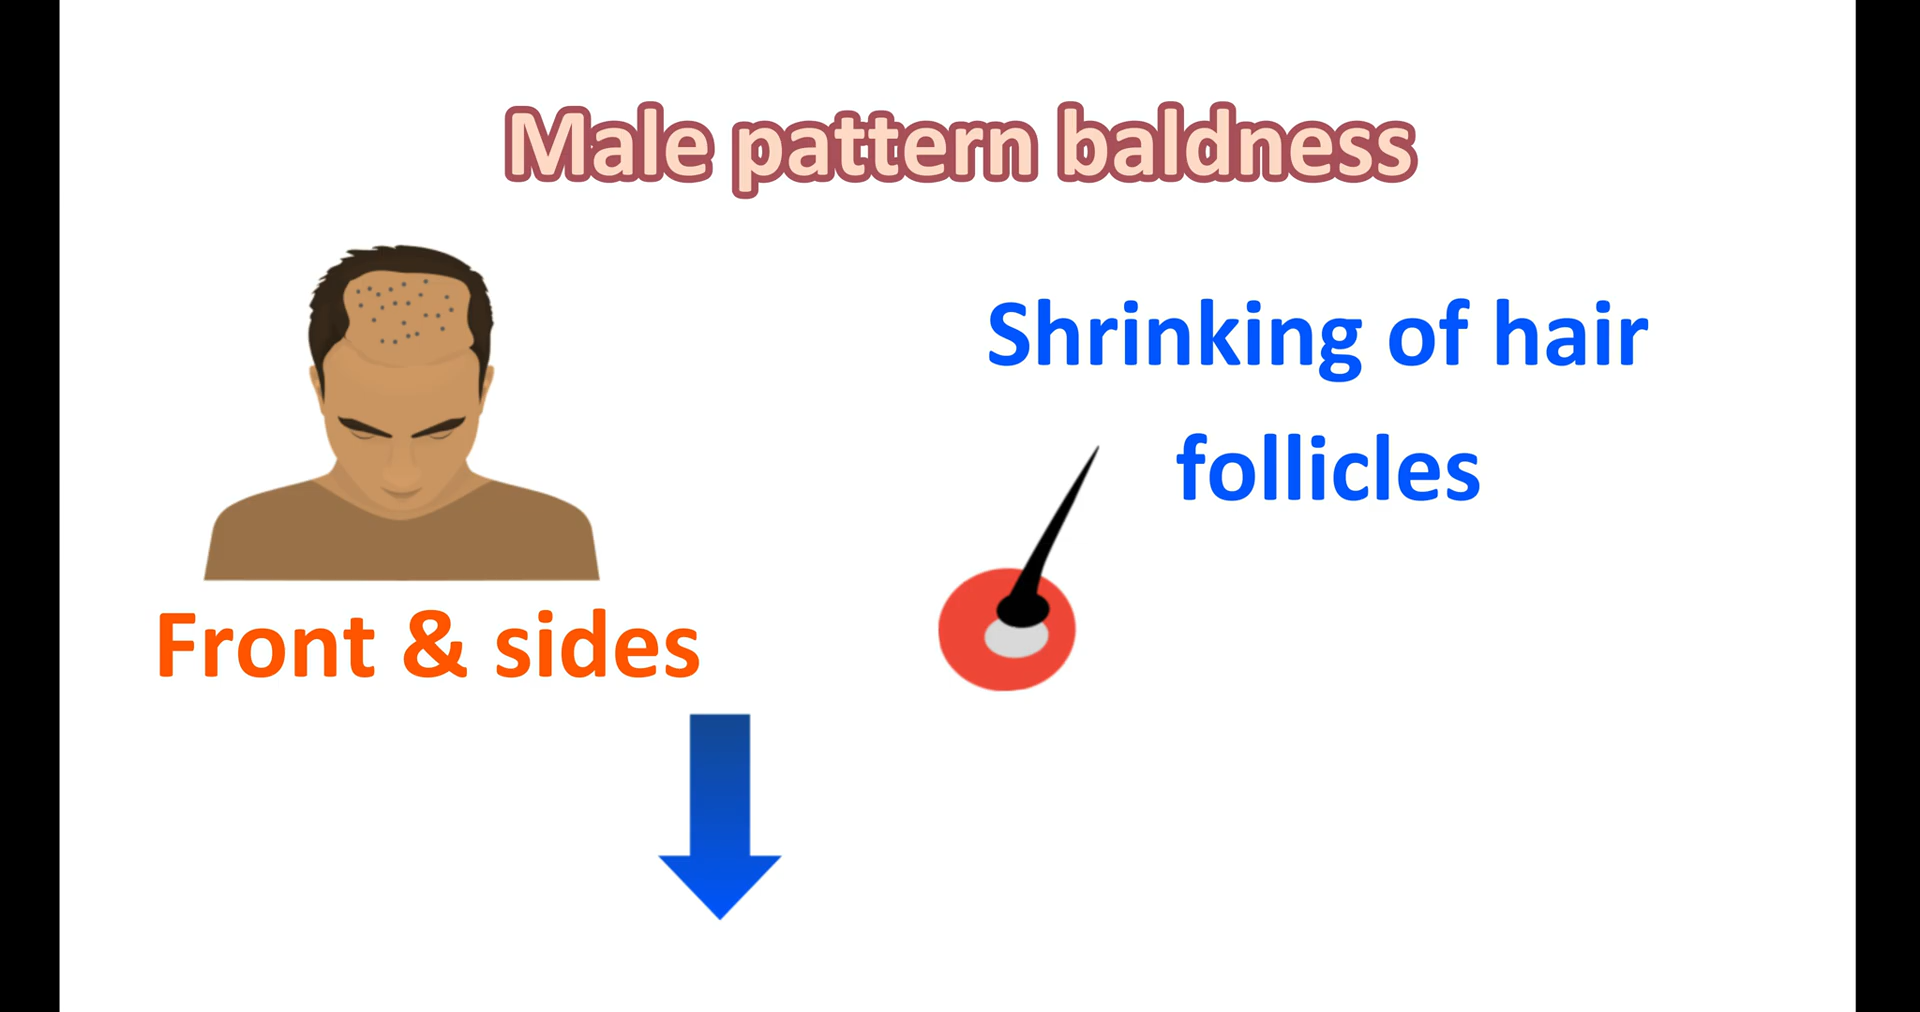 Male pattern baldness
Shrinking of hair
follicles
Front & sides